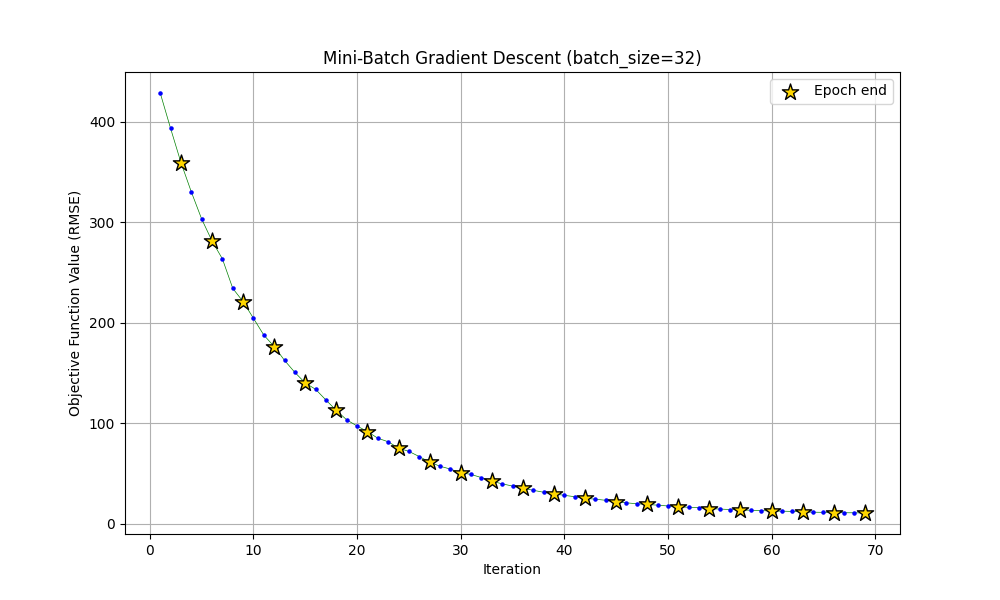 Mini-Batch Gradient Descent (batch_size=32)
Epoch end
Objective Function Value (RMSE)
400
300
200
100
0
0 10 20 30 40 50 60 70
Iteration